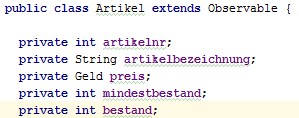 public class Artikel extends Observable {
private int artikelnr;
private String artikelbezeichnung;
private Geld preis;
private int mindestbestand;
private int bestand;